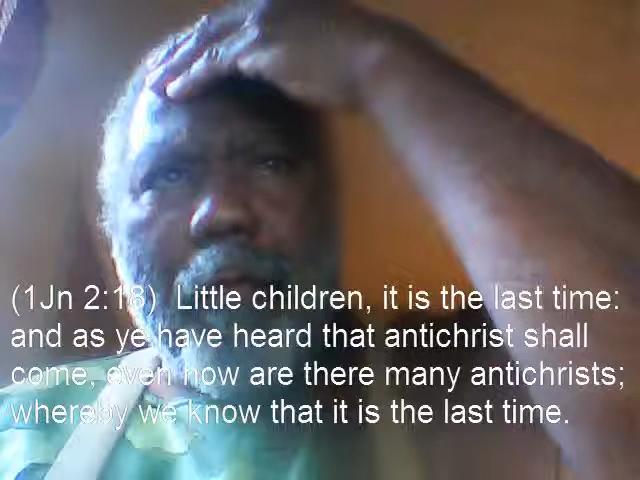 (1Jn 2:18) Little children, it is the last time:
and as ye have heard that antichrist shall
come, even now are there many antichrists;
whereby we know that it is the last time.